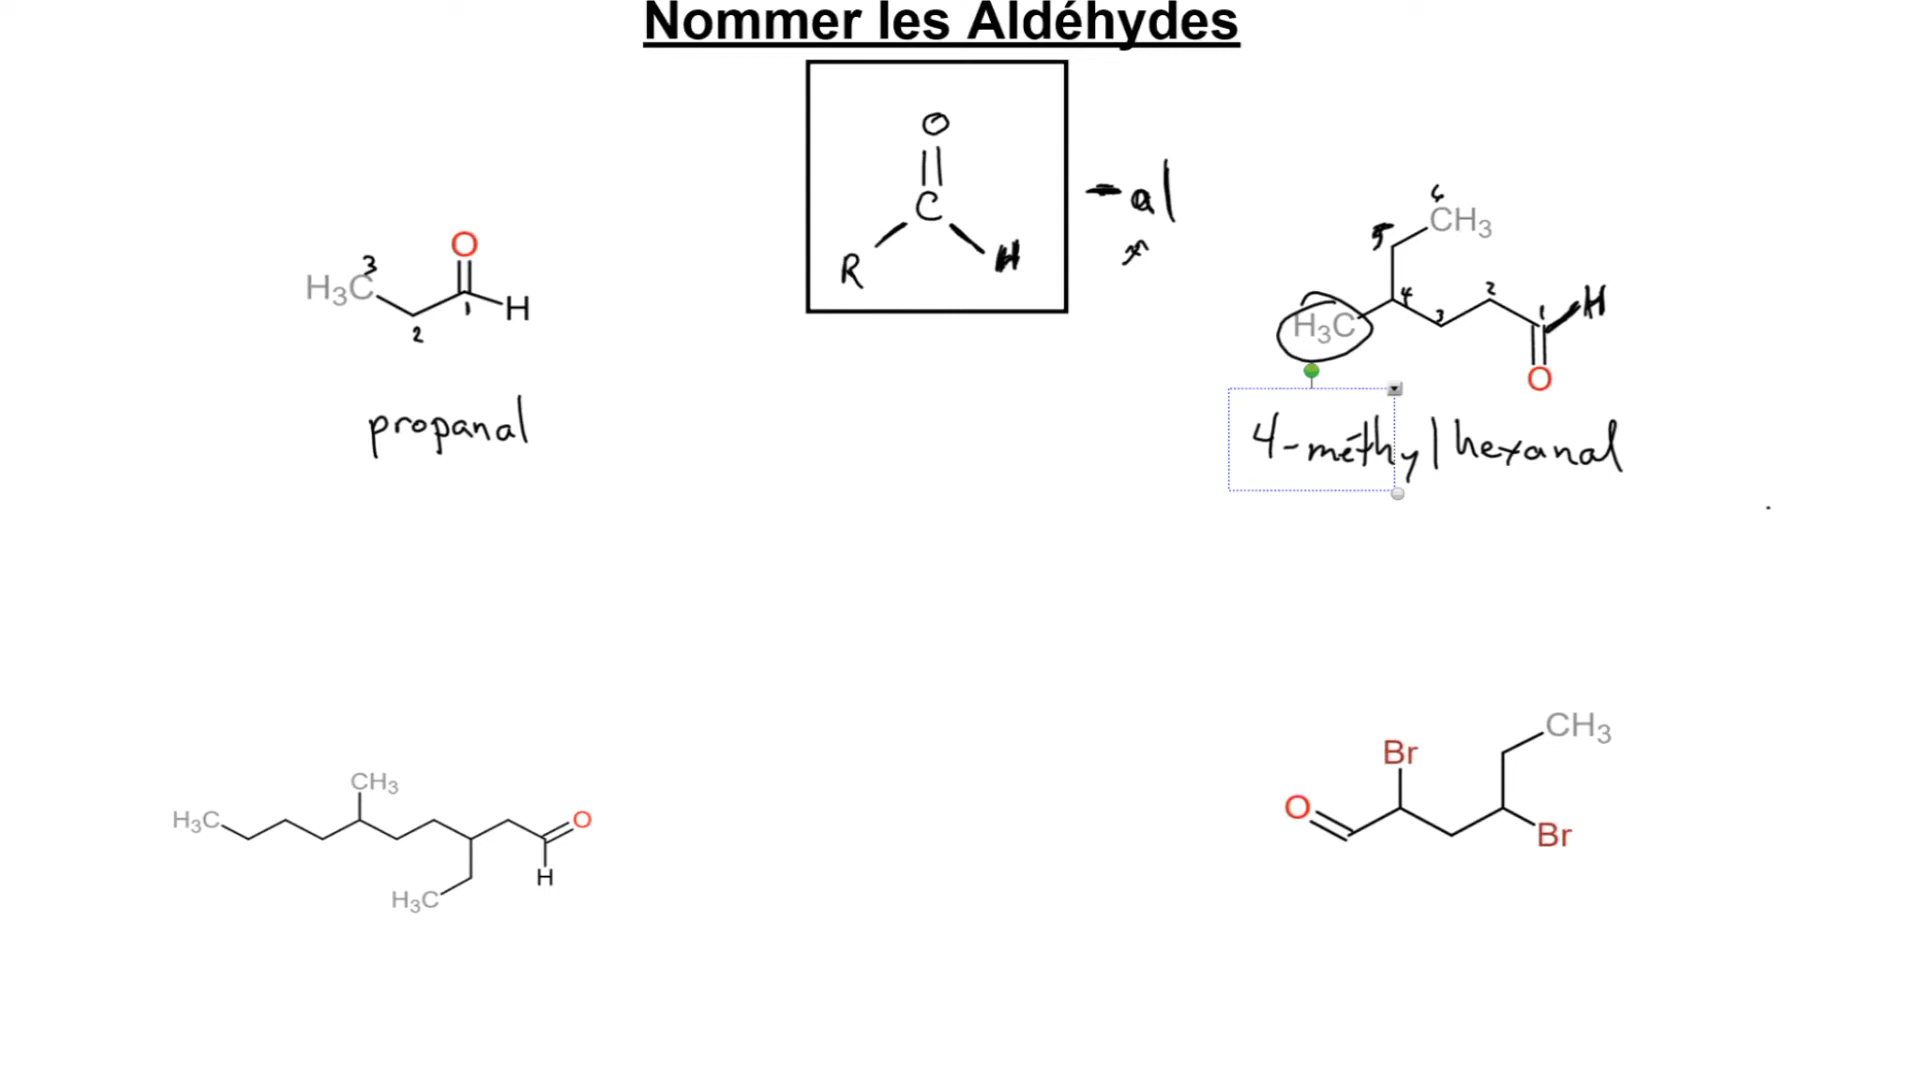 Nommer les Aldéhydes
O
C
R
H
-al
H₃C
3
O
1
2
H
propanal
6
CH₃
5
4
H₃C
3
2
1
H
O
4-méthylhexanal
CH₃
H₃C
O
H₃C
H
CH₃
Br
O
Br